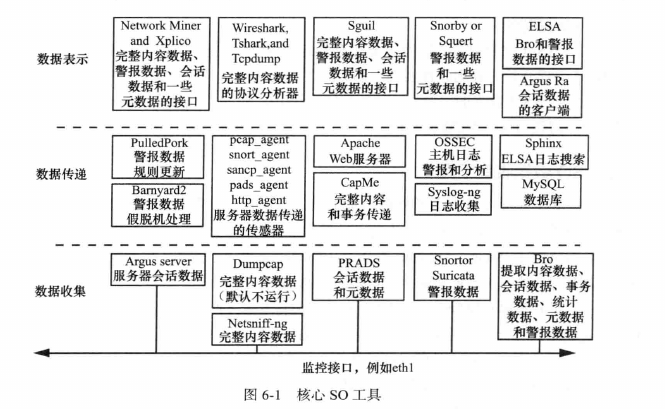 数据表示
Network Miner
and Xplico
完整内容数据、
警报数据、会话
数据和一些
元数据的接口
Wireshark,
Tshark,and
Tcpdump
完整内容数据
的协议分析器
Sguil
完整内容数据、
警报数据、会话
数据和一些
元数据的接口
Snorby or
Squert
警报数据
和一些
元数据的接口
ELSA
Bro和警报
数据的接口
Argus Ra
会话数据
的客户端
数据传递
PulledPork
警报数据
规则更新
Barnyard2
警报数据
假脱机处理
pcap_agent
snort_agent
sancp_agent
pads_agent
http_agent
服务器数据传递
的传感器
Apache
Web服务器
CapMe
完整内容
和事务传递
OSSEC
主机日志
警报和分析
Syslog-ng
日志收集
Sphinx
ELSA日志搜索
MySQL
数据库
数据收集
Argus server
服务器会话数据
Dumpcap
完整内容数据
(默认不运行)
Netsniff-ng
完整内容数据
PRADS
会话数据
和元数据
Snortor
Suricata
警报数据
Bro
提取内容数据、
会话数据、事务
数据、统计
数据、元数据
和警报数据
监控接口，例如eth1
图 6-1 核心 SO 工具